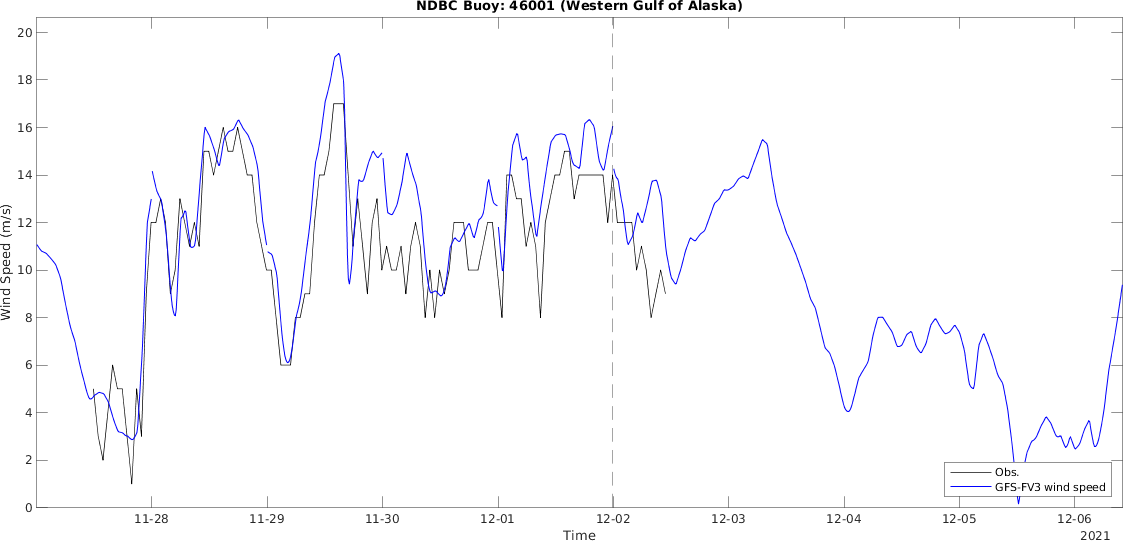 NDBC Buoy: 46001 (Western Gulf of Alaska)
20
18
16
14
12
10
8
6
4
2
0
Wind Speed (m/s)
Obs.
GFS-FV3 wind speed
11-28 11-29 11-30 12-01 12-02 12-03 12-04 12-05 12-06
Time
2021